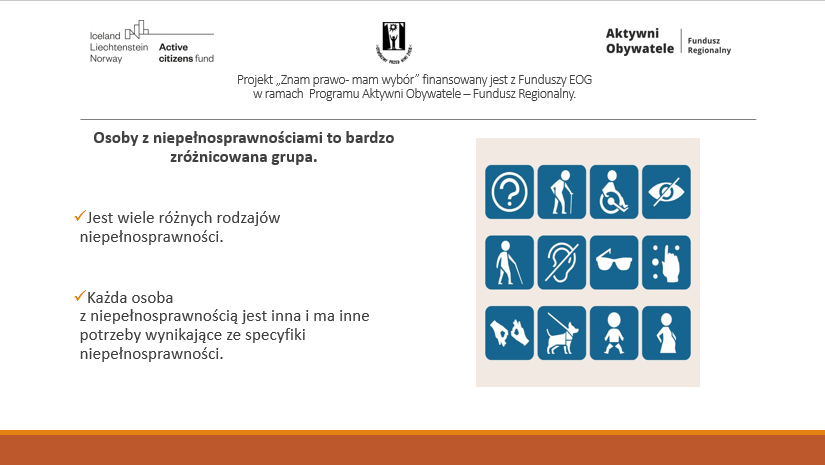 Iceland
Liechtenstein
Norway
Active
citizens fund
Aktywni
Obywatele
Fundusz
Regionalny
Projekt „Znam prawo- mam wybór” finansowany jest z Funduszy EOG
w ramach Programu Aktywni Obywatele – Fundusz Regionalny.
Osoby z niepełnosprawnościami to bardzo
zróżnicowana grupa.
✓Jest wiele różnych rodzajów
niepełnosprawności.
✓Każda osoba
z niepełnosprawnością jest inna i ma inne
potrzeby wynikające ze specyfiki
niepełnosprawności.
?